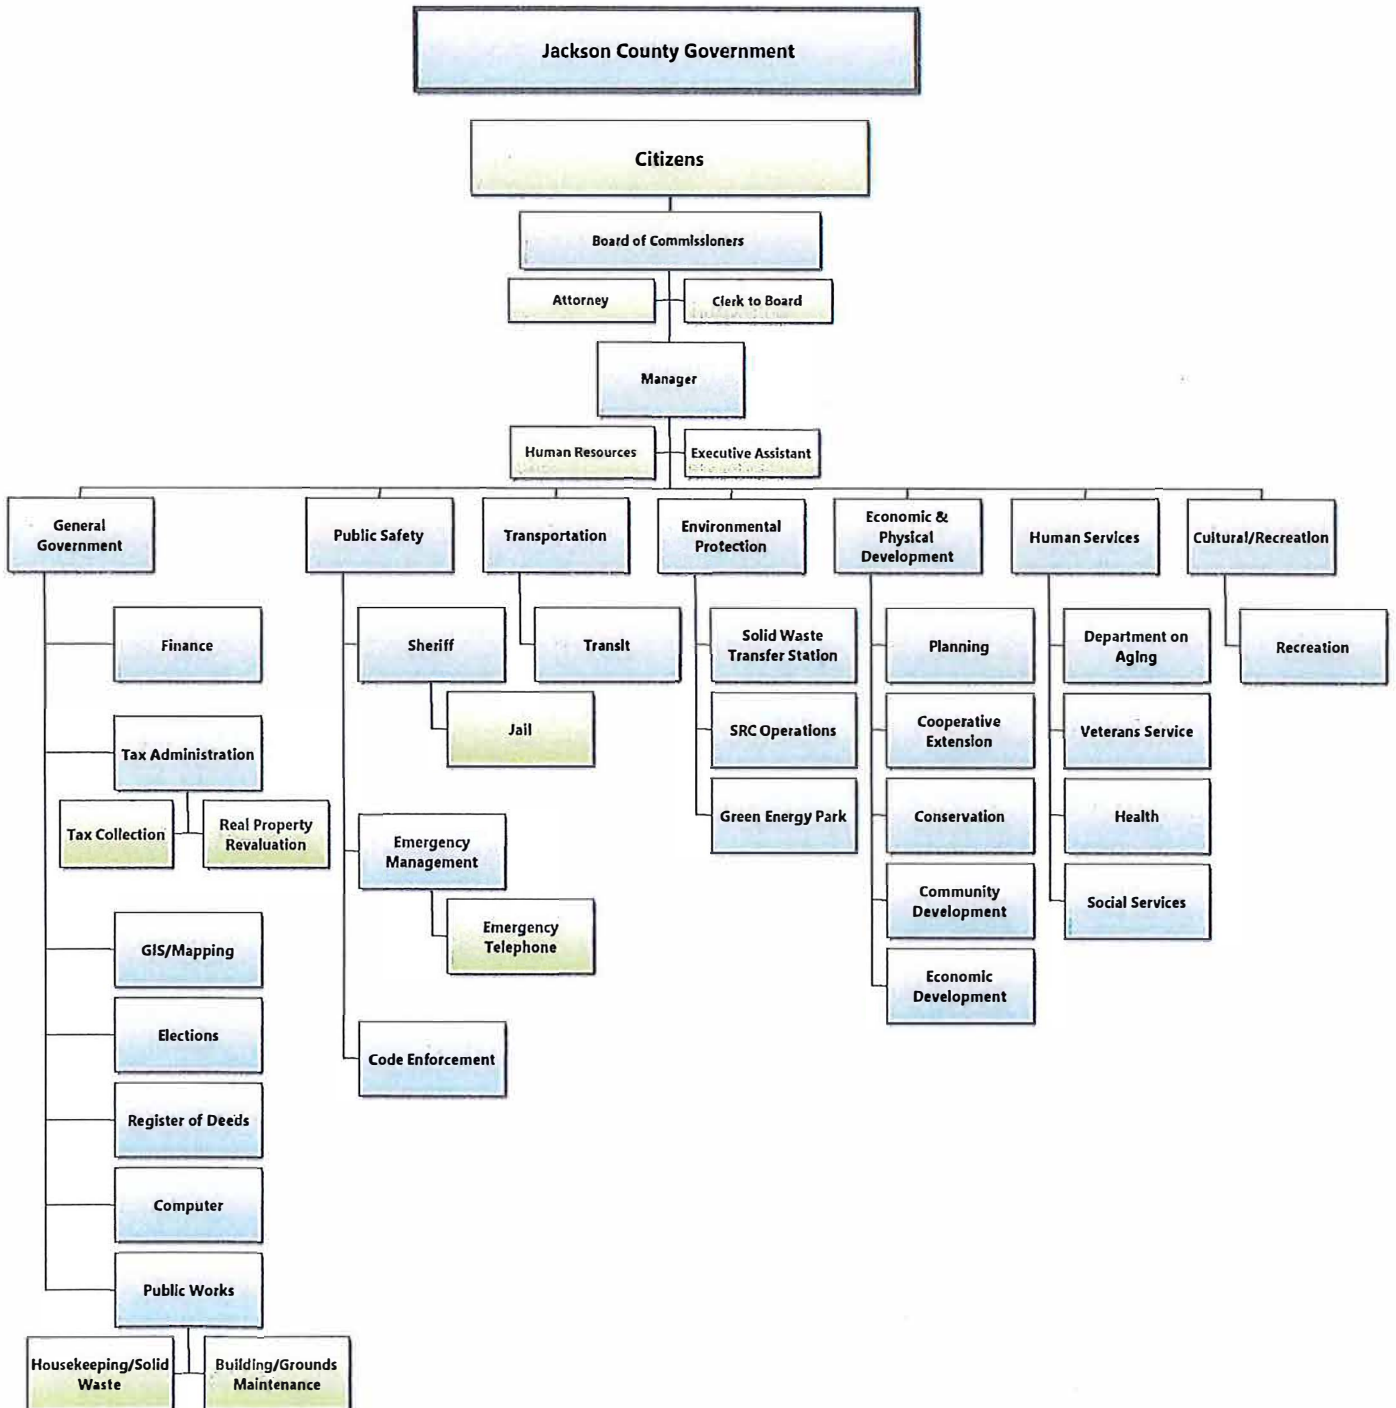 Jackson County Government
Citizens
Board of Commissioners
Attorney
Clerk to Board
Manager
Human Resources
Executive Assistant
General
Government
Public Safety
Transportation
Environmental
Protection
Economic &
Physical
Development
Human Services
Cultural/Recreation
Finance
Tax Administration
Tax Collection
Real Property
Revaluation
GIS/Mapping
Elections
Register of Deeds
Computer
Public Works
Housekeeping/Solid
Waste
Building/Grounds
Maintenance
Sheriff
Jail
Emergency
Management
Emergency
Telephone
Code Enforcement
Transit
Solid Waste
Transfer Station
SRC Operations
Green Energy Park
Planning
Cooperative
Extension
Conservation
Community
Development
Economic
Development
Department on
Aging
Veterans Service
Health
Social Services
Recreation